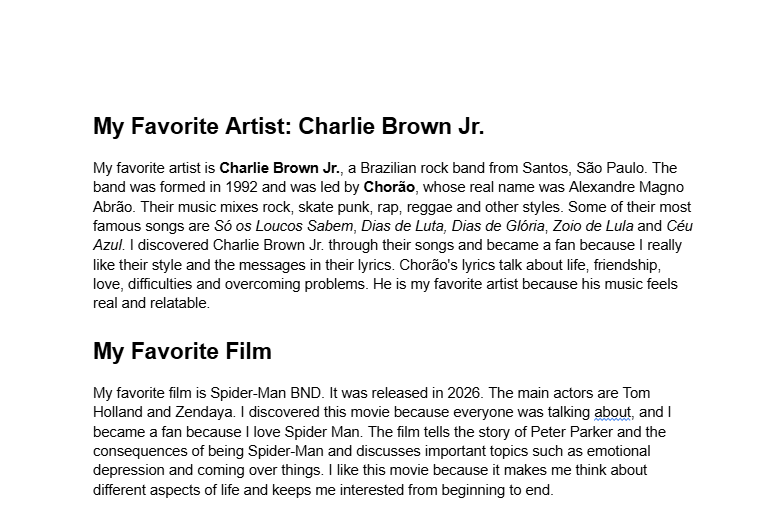 My Favorite Artist: Charlie Brown Jr.
My favorite artist is Charlie Brown Jr., a Brazilian rock band from Santos, São Paulo. The
band was formed in 1992 and was led by Chorão, whose real name was Alexandre Magno
Abrão. Their music mixes rock, skate punk, rap, reggae and other styles. Some of their most
famous songs are Só os Loucos Sabem, Dias de Luta, Dias de Glória, Zoio de Lula and Céu
Azul. I discovered Charlie Brown Jr. through their songs and became a fan because I really
like their style and the messages in their lyrics. Chorão's lyrics talk about life, friendship,
love, difficulties and overcoming problems. He is my favorite artist because his music feels
real and relatable.
My Favorite Film
My favorite film is Spider-Man BND. It was released in 2026. The main actors are Tom
Holland and Zendaya. I discovered this movie because everyone was talking about, and I
became a fan because I love Spider Man. The film tells the story of Peter Parker and the
consequences of being Spider-Man and discusses important topics such as emotional
depression and coming over things. I like this movie because it makes me think about
different aspects of life and keeps me interested from beginning to end.